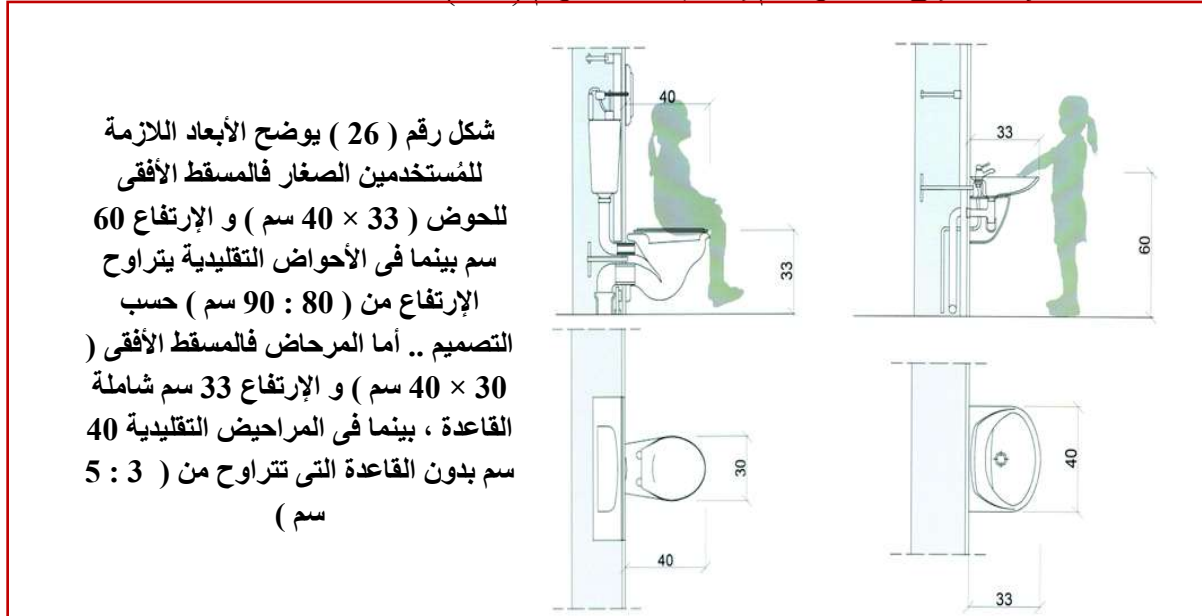 شكل رقم ( 26 ) يوضح الأبعاد اللازمة
للمُستخدمين الصغار فالمسقط الأفقى
للحوض ( 33 × 40 سم ) و الإرتفاع 60
سم بينما فى الأحواض التقليدية يتراوح
الإرتفاع من ( 80 : 90 سم ) حسب
التصميم .. أما المرحاض فالمسقط الأفقى (
30 × 40 سم ) و الإرتفاع 33 سم شاملة
القاعدة ، بينما فى المراحيض التقليدية 40
سم بدون القاعدة التى تتراوح من ( 3 : 5
سم )
40
33
33
60
30
40
40
33